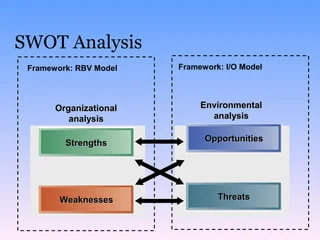 SWOT Analysis
Framework: RBV Model
Framework: I/O Model
Organizational
analysis
Environmental
analysis
Strengths
Opportunities
Weaknesses
Threats